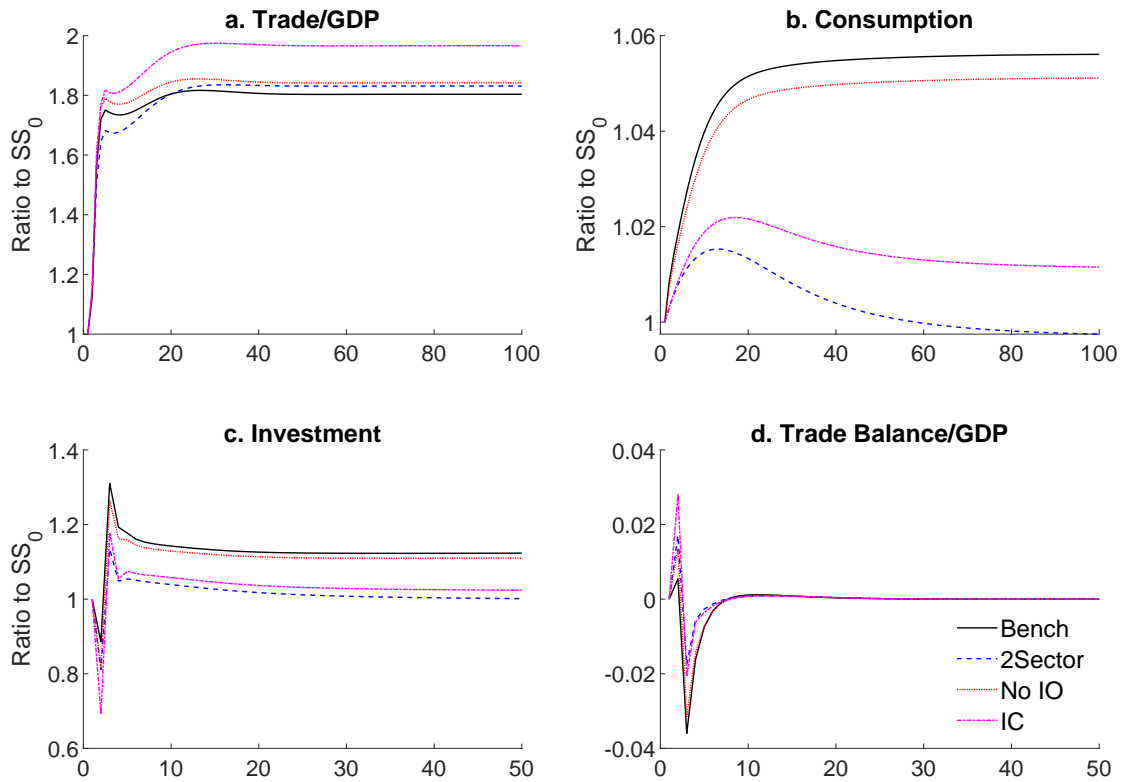 a. Trade/GDP
Ratio to SS0
2
1.8
1.6
1.4
1.2
1
0 20 40 60 80 100
b. Consumption
Ratio to SS0
1.06
1.04
1.02
1
0 20 40 60 80 100
c. Investment
Ratio to SS0
1.4
1.2
1
0.8
0.6
0 10 20 30 40 50
d. Trade Balance/GDP
0.04
0.02
0
-0.02
-0.04
0 10 20 30 40 50
Bench
2Sector
No IO
IC